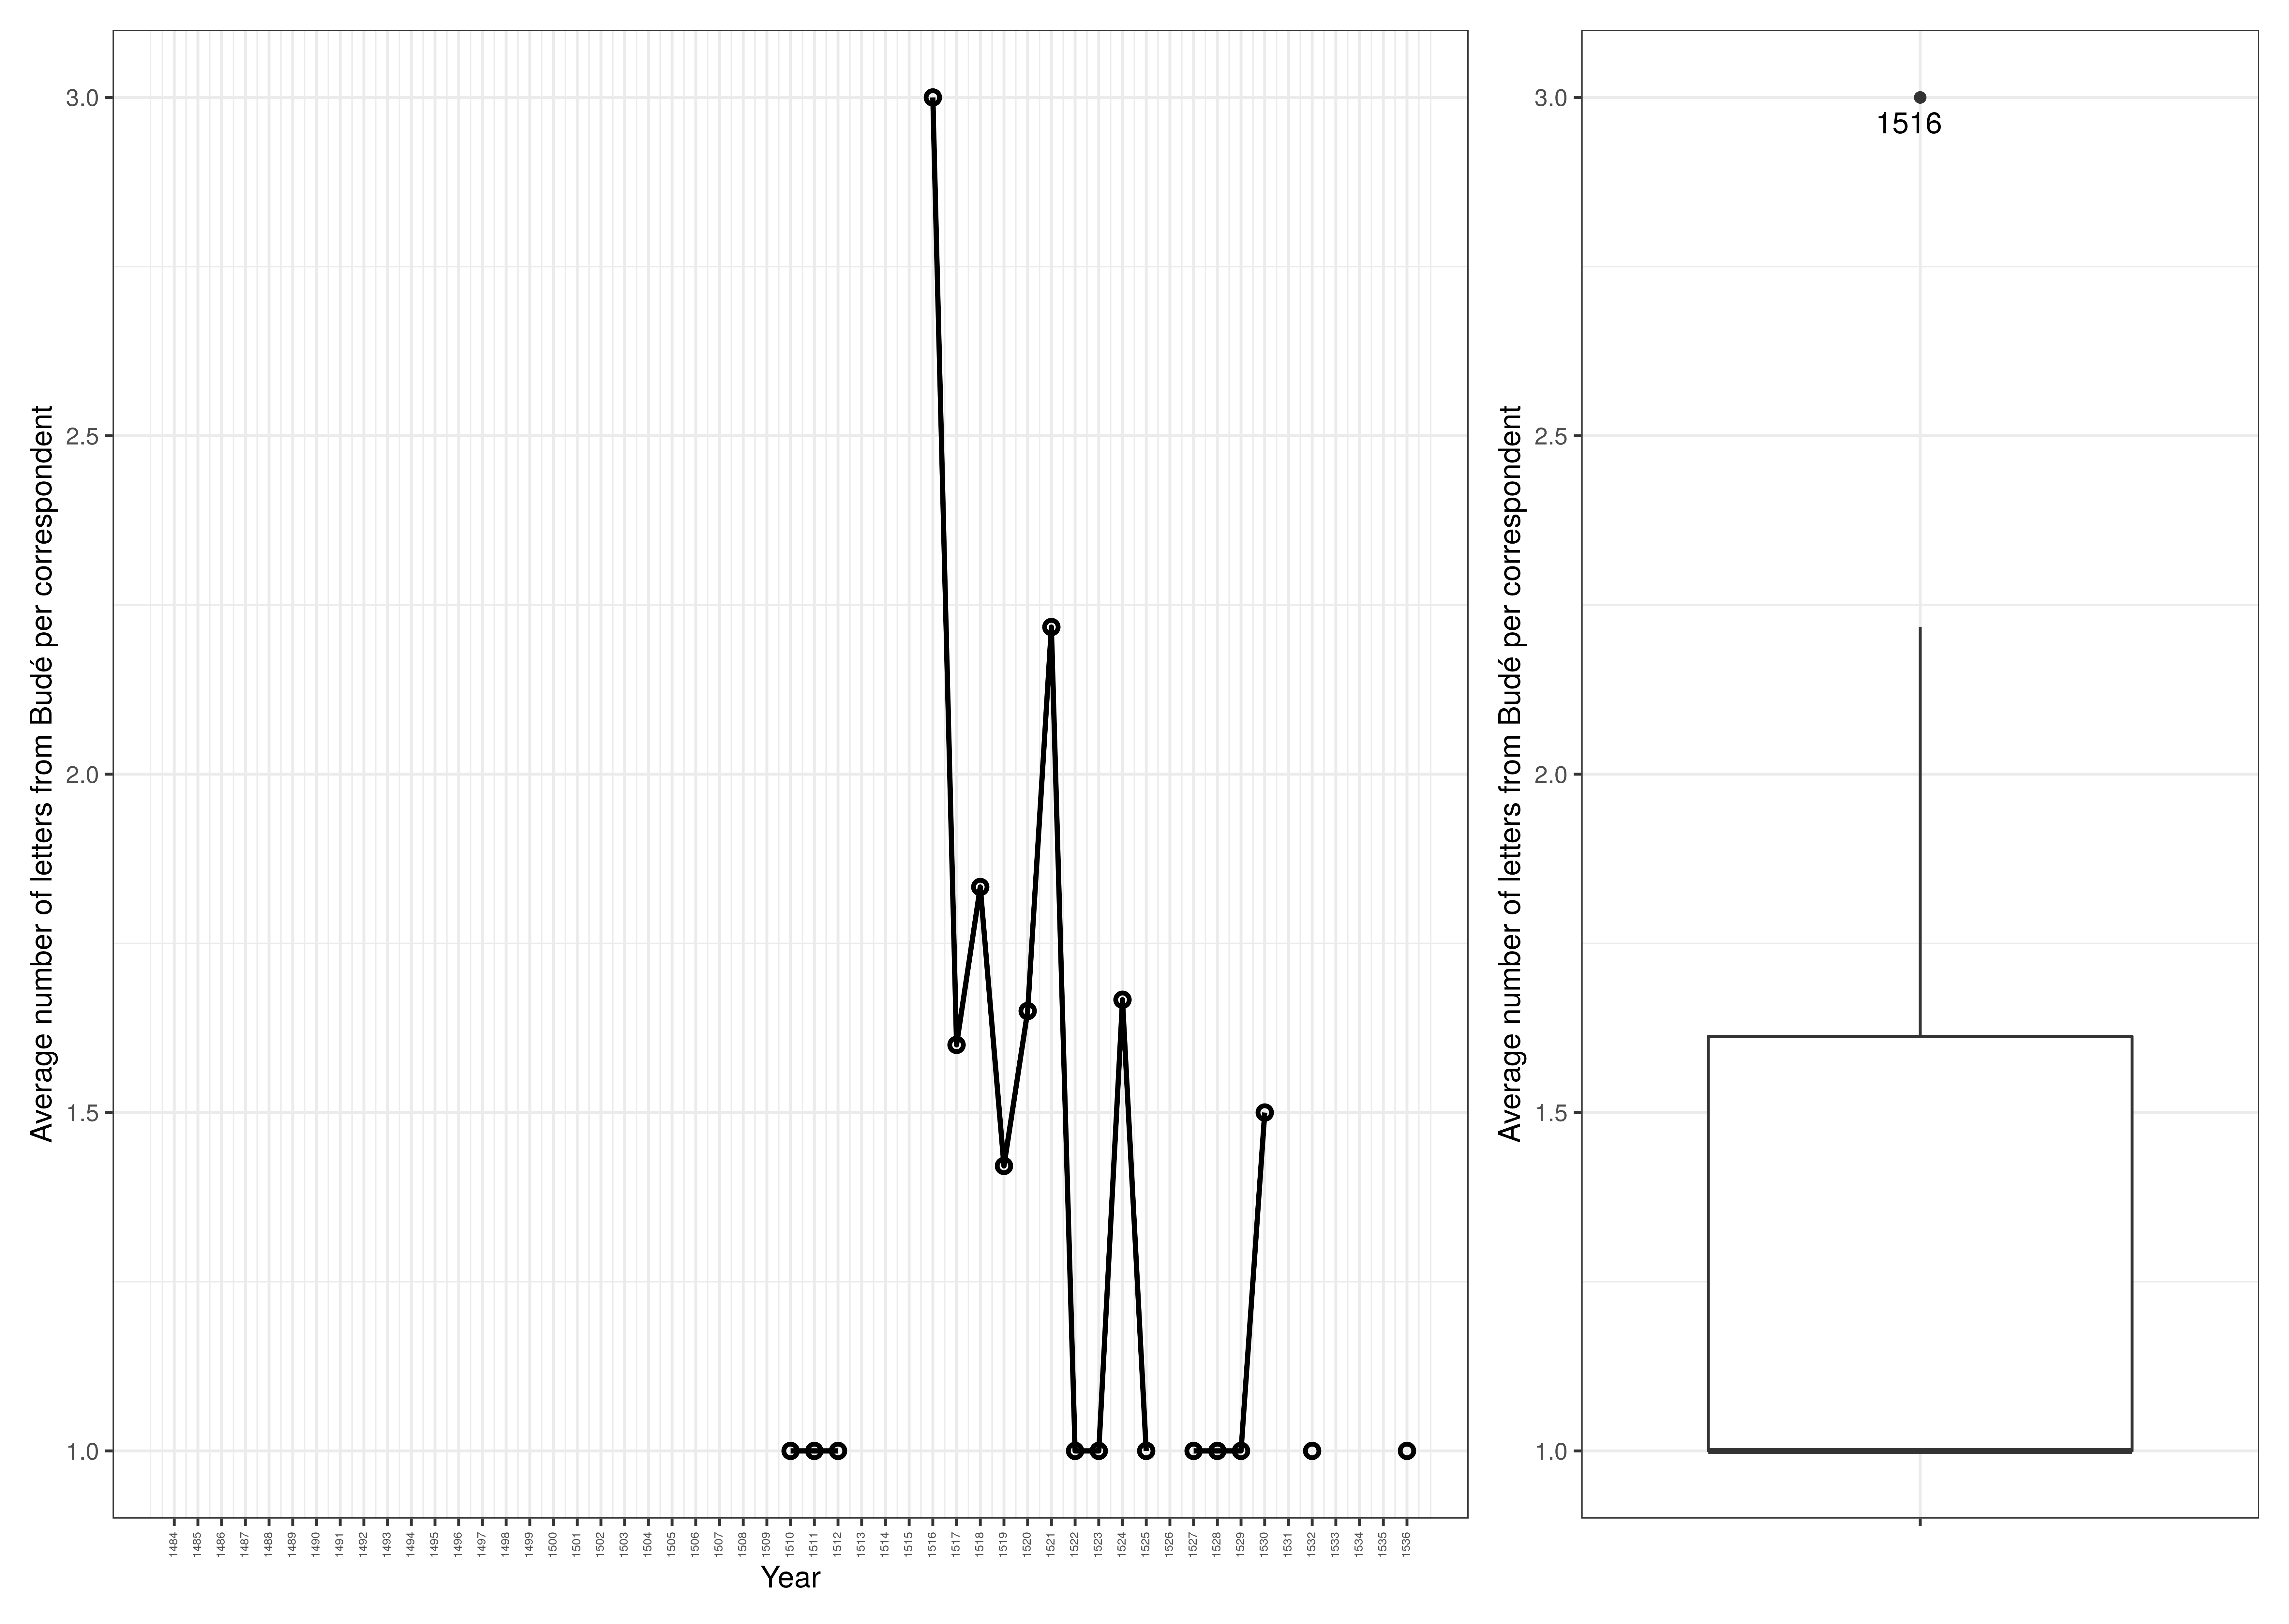 Average number of letters from Budé per correspondent
3.0
2.5
2.0
1.5
1.0
1484 1485 1486 1487 1488 1489 1490 1491 1492 1493 1494 1495 1496 1497 1498 1499 1500 1501 1502 1503 1504 1505 1506 1507 1508 1509 1510 1511 1512 1513 1514 1515 1516 1517 1518 1519 1520 1521 1522 1523 1524 1525 1526 1527 1528 1529 1530 1531 1532 1533 1534 1535 1536
Year
Average number of letters from Budé per correspondent
3.0
2.5
2.0
1.5
1.0
1516